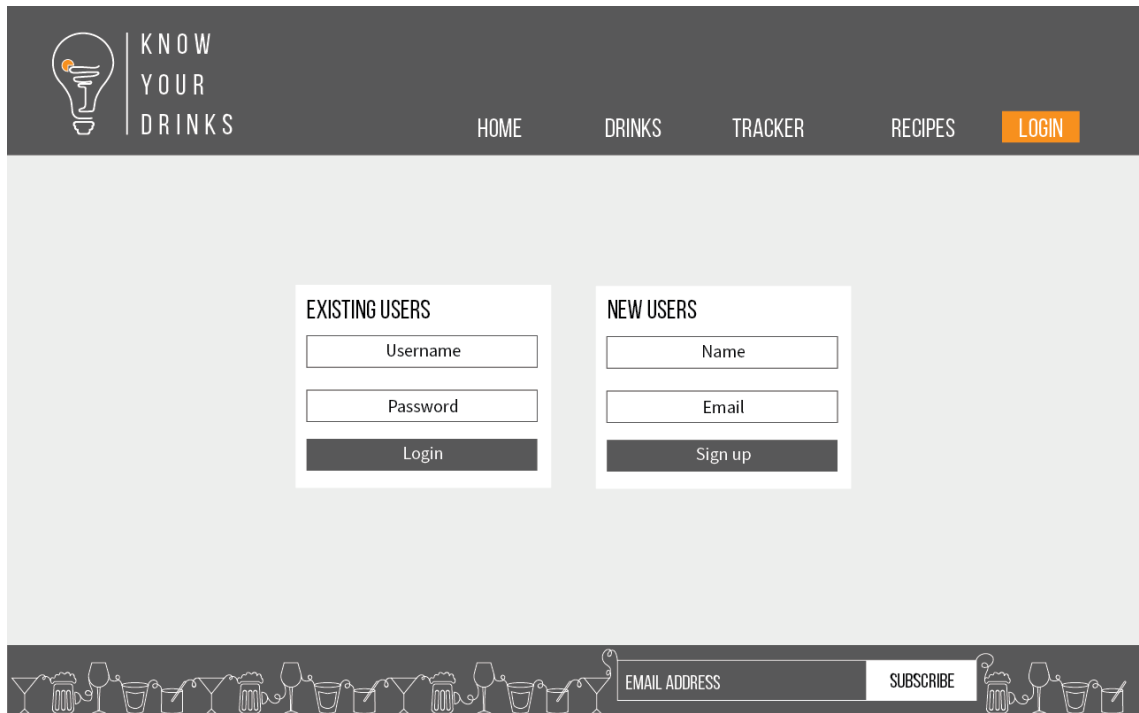 KNOW
YOUR
DRINKS
HOME DRINKS TRACKER RECIPES LOGIN
EXISTING USERS
Username
Password
Login
NEW USERS
Name
Email
Sign up
EMAIL ADDRESS SUBSCRIBE